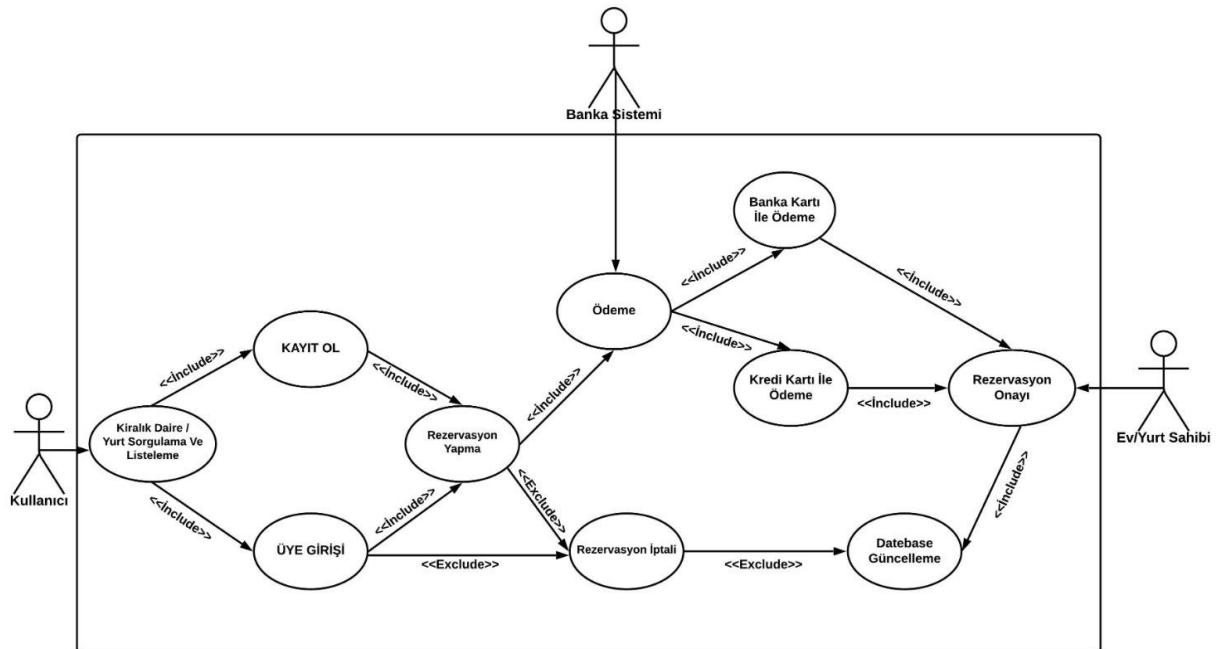 Banka Sistemi
Banka Kartı
İle Ödeme
<<İnclude>>
<<İnclude>>
Ödeme
<<İnclude>>
KAYIT OL
<<İnclude>>
<<İnclude>>
<<İnclude>>
Kredi Kartı İle
Ödeme
<<İnclude>>
Rezervasyon
Onayı
Ev/Yurt Sahibi
Kiralık Daire /
Yurt Sorgulama Ve
Listeleme
Kullanıcı
Rezervasyon
Yapma
<<İnclude>>
<<İnclude>>
<<Exclude>>
<<İnclude>>
ÜYE GİRİŞİ
<<Exclude>>
Rezervasyon İptali
<<Exclude>>
Datebase
Güncelleme